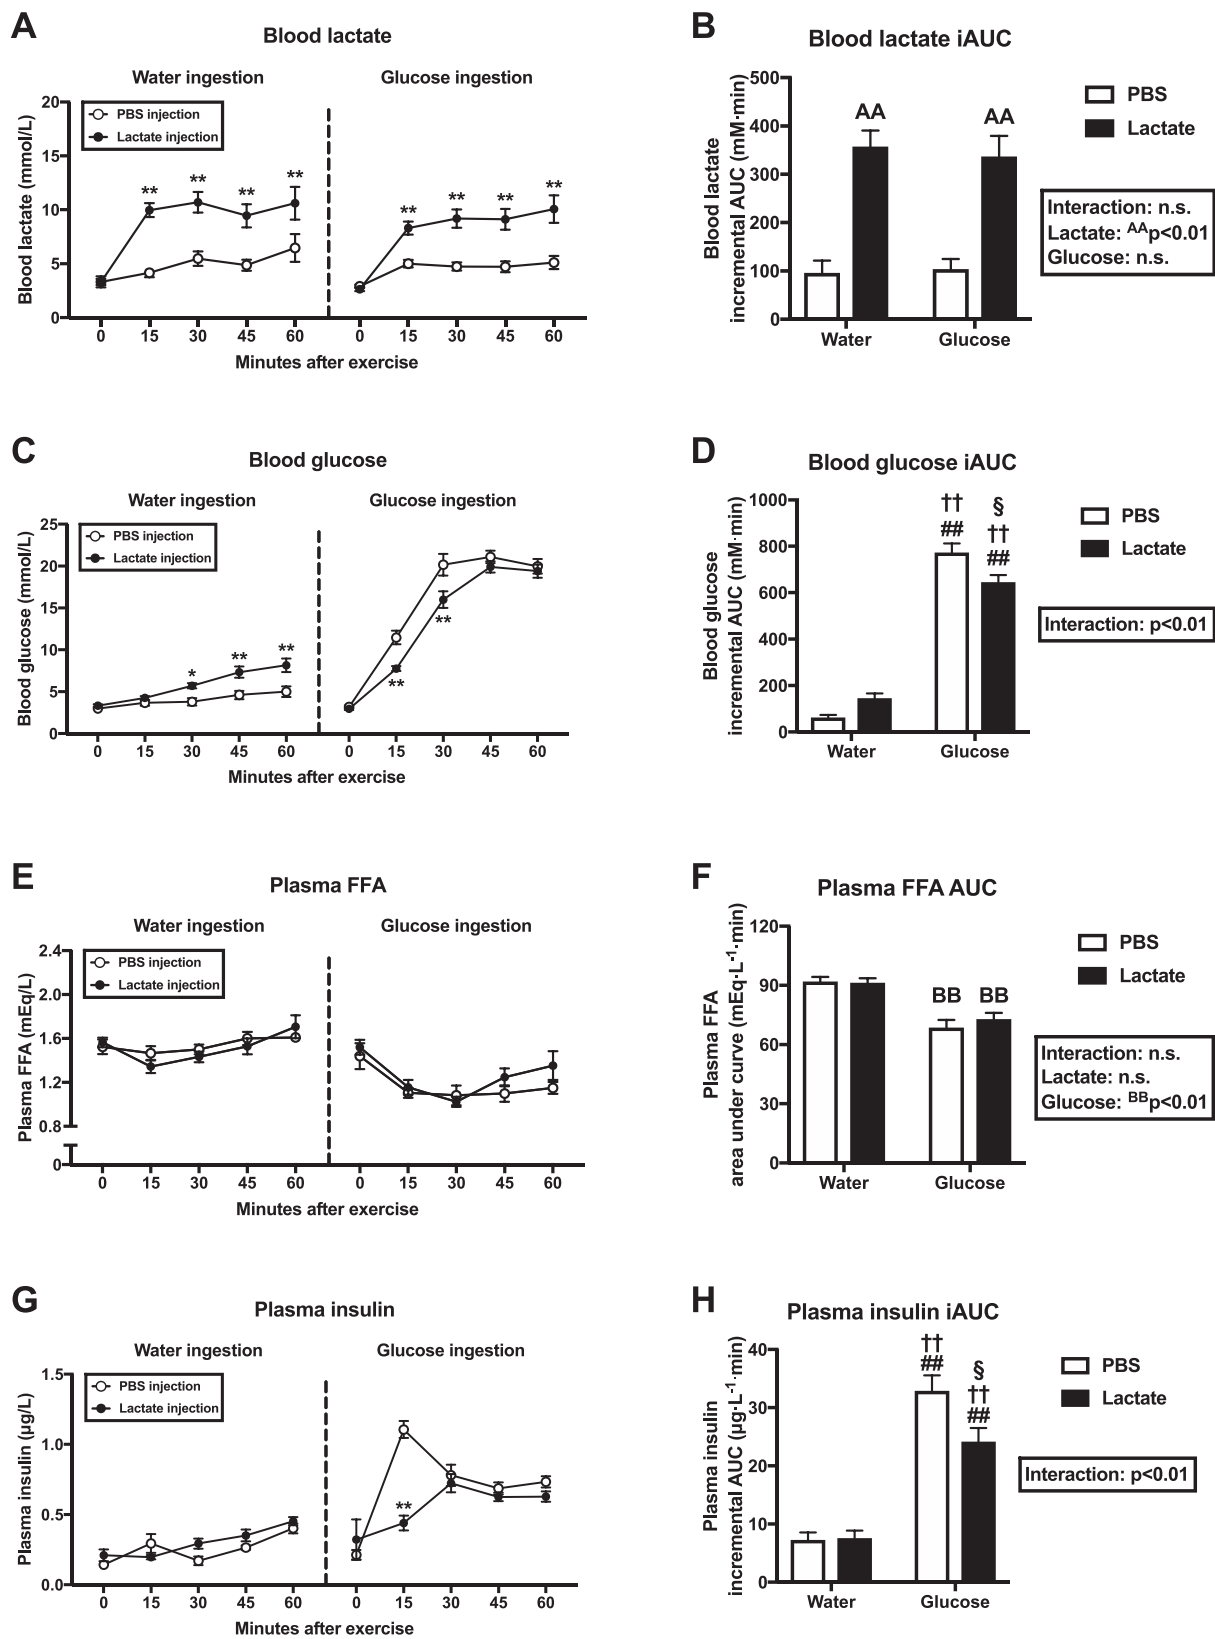 A
Blood lactate
Water ingestion
Glucose ingestion
PBS injection
Lactate injection
Blood lactate (mmol/L)
20
15
10
5
0
** ** ** **
** ** ** **
0 15 30 45 60 0 15 30 45 60
Minutes after exercise
B
Blood lactate iAUC
Blood lactate
incremental AUC (mM·min)
500
400
300
200
100
0
AA AA
Water Glucose
PBS
Lactate
Interaction: n.s.
Lactate: AAp<0.01
Glucose: n.s.
C
Blood glucose
Water ingestion
Glucose ingestion
PBS injection
Lactate injection
Blood glucose (mmol/L)
25
20
15
10
5
0
* ** **
** **
0 15 30 45 60 0 15 30 45 60
Minutes after exercise
D
Blood glucose iAUC
Blood glucose
incremental AUC (mM·min)
1000
800
600
400
200
0
††
##
§
††
##
Water Glucose
PBS
Lactate
Interaction: p<0.01
E
Plasma FFA
Water ingestion
Glucose ingestion
PBS injection
Lactate injection
Plasma FFA (mEq/L)
2.4
2.0
1.6
1.2
0.8
0
0 15 30 45 60 0 15 30 45 60
Minutes after exercise
F
Plasma FFA AUC
Plasma FFA
area under curve (mEq·L-1·min)
120
90
60
30
0
BB BB
Water Glucose
PBS
Lactate
Interaction: n.s.
Lactate: n.s.
Glucose: BBp<0.01
G
Plasma insulin
Water ingestion
Glucose ingestion
PBS injection
Lactate injection
Plasma insulin (µg/L)
1.5
1.0
0.5
0.0
**
0 15 30 45 60 0 15 30 45 60
Minutes after exercise
H
Plasma insulin iAUC
Plasma insulin
incremental AUC (µg·L-1·min)
40
30
20
10
0
††
##
§
††
##
Water Glucose
PBS
Lactate
Interaction: p<0.01